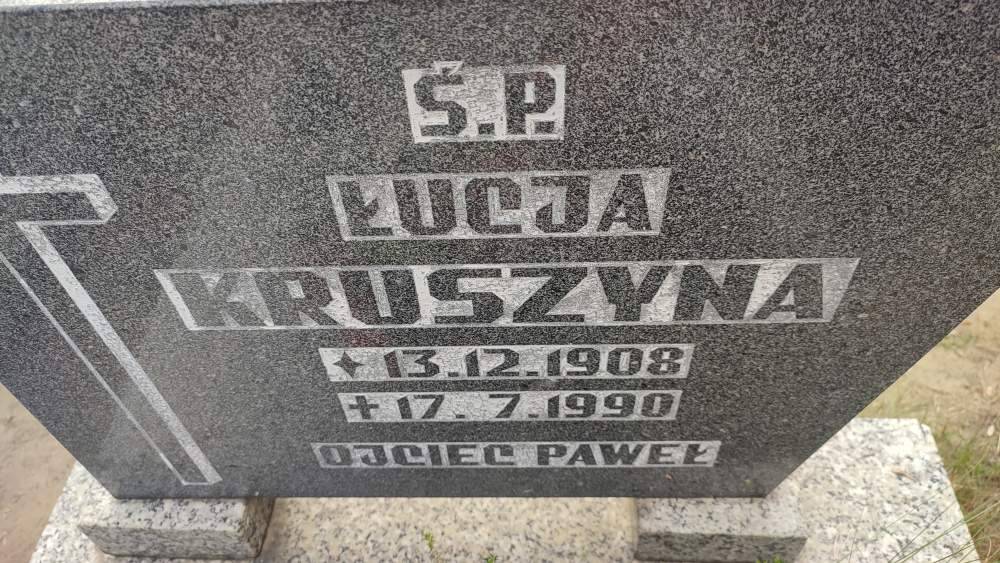 Ś.P.
ŁUCJA
KRUSZYNA
✦ 13.12.1908
✝ 17. 7.1990
OJCIEC PAWEŁ